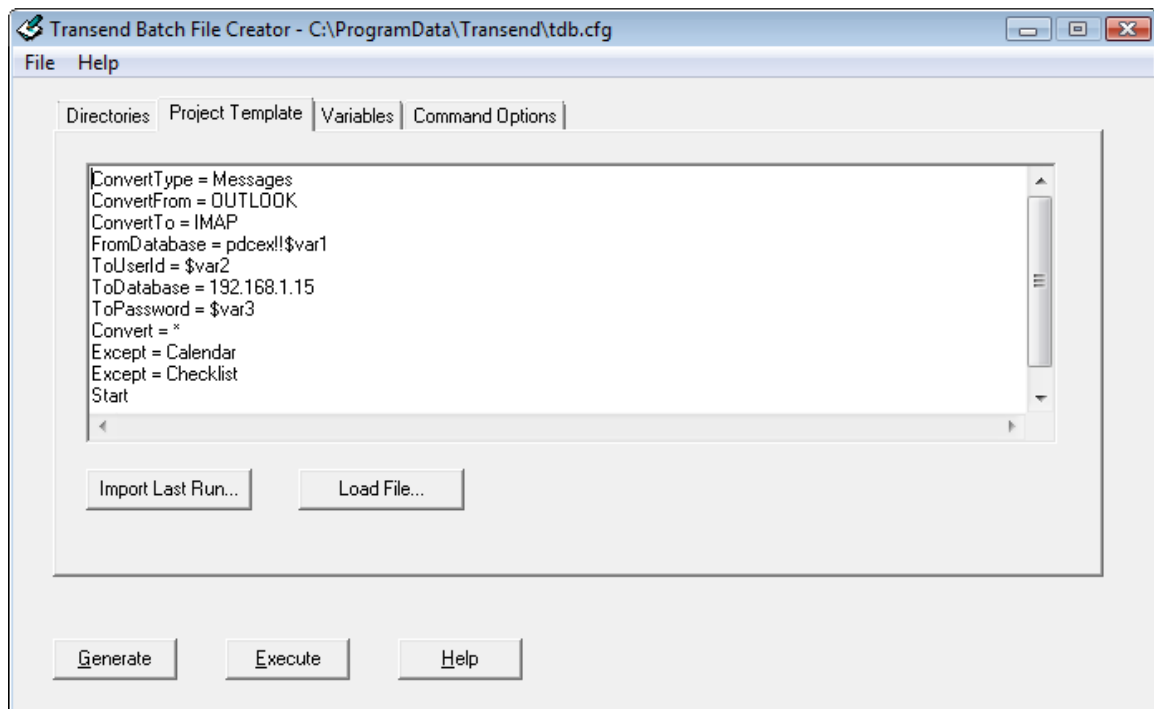 Transend Batch File Creator - C:\ProgramData\Transend\tdb.cfg
File Help
Directories Project Template Variables Command Options
ConvertType = Messages
ConvertFrom = OUTLOOK
ConvertTo = IMAP
FromDatabase = pdcex!!$var1
ToUserId = $var2
ToDatabase = 192.168.1.15
ToPassword = $var3
Convert = *
Except = Calendar
Except = Checklist
Start
Import Last Run... Load File...
Generate Execute Help